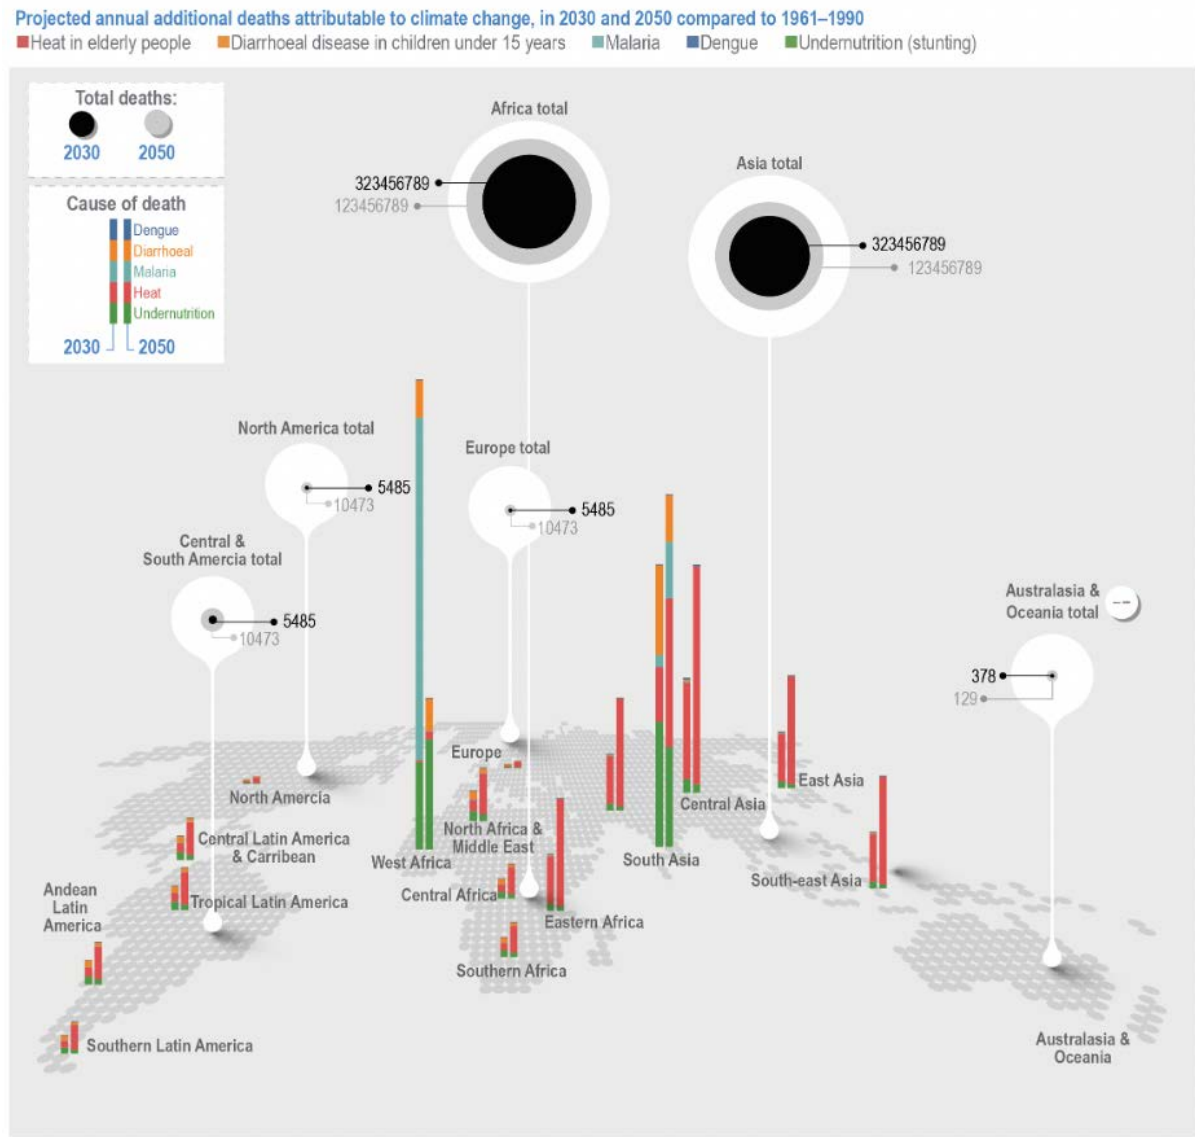 Projected annual additional deaths attributable to climate change, in 2030 and 2050 compared to 1961–1990
Heat in elderly people Diarrhoeal disease in children under 15 years Malaria Dengue Undernutrition (stunting)
Total deaths:
2030 2050
Cause of death
Dengue
Diarrhoeal
Malaria
Heat
Undernutrition
2030 2050
Africa total
323456789
123456789
Asia total
323456789
123456789
North America total
5485
10473
Europe total
5485
10473
Central &
South Amercia total
5485
10473
Australasia &
Oceania total
--
378
129
Europe
North Amercia
Central Latin America
& Carribean
Tropical Latin America
Andean
Latin
America
Southern Latin America
West Africa
North Africa &
Middle East
Central Africa
Eastern Africa
Southern Africa
South Asia
Central Asia
East Asia
South-east Asia
Australasia &
Oceania